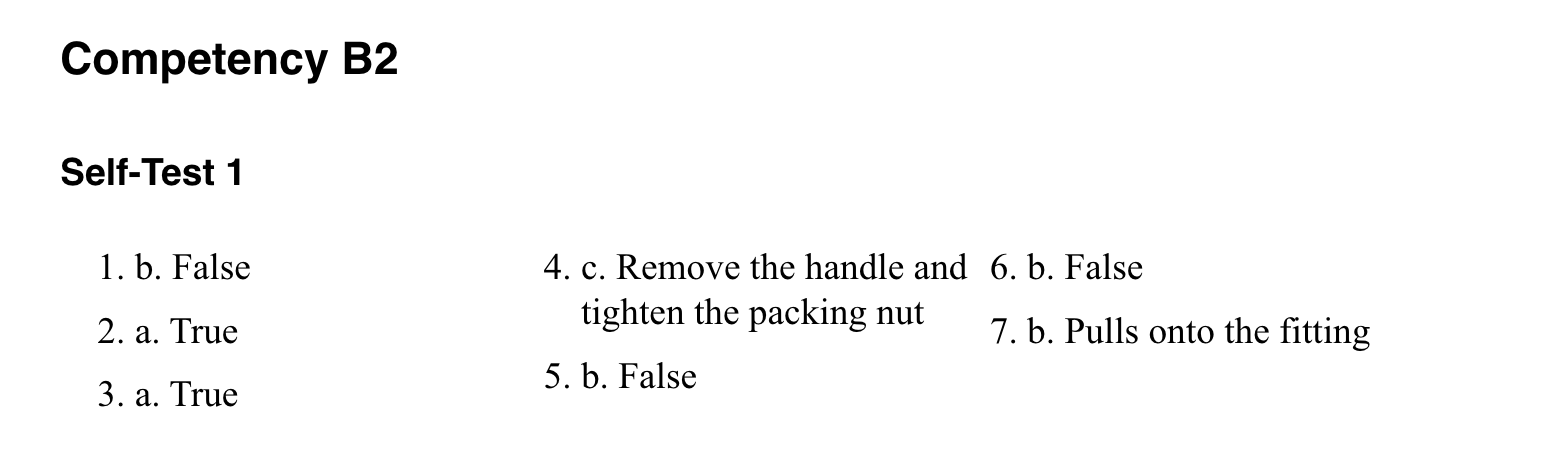 Competency B2
Self-Test 1
1. b. False
2. a. True
3. a. True
4. c. Remove the handle and
tighten the packing nut
5. b. False
6. b. False
7. b. Pulls onto the fitting